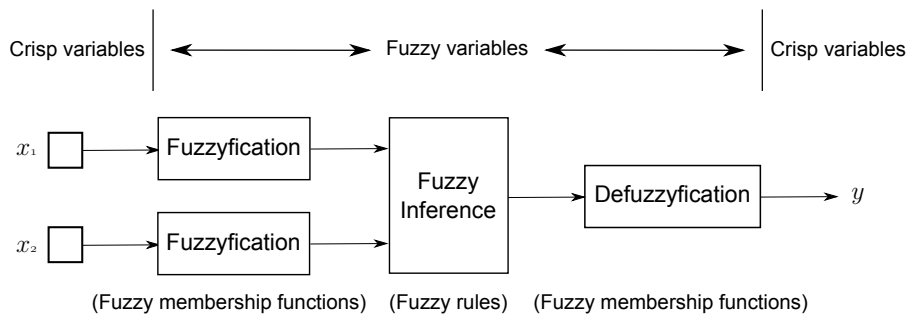 Crisp variables
Fuzzy variables
Crisp variables
x₁
Fuzzyfication
Fuzzy
Inference
Defuzzyfication
y
x₂
Fuzzyfication
(Fuzzy membership functions)
(Fuzzy rules)
(Fuzzy membership functions)